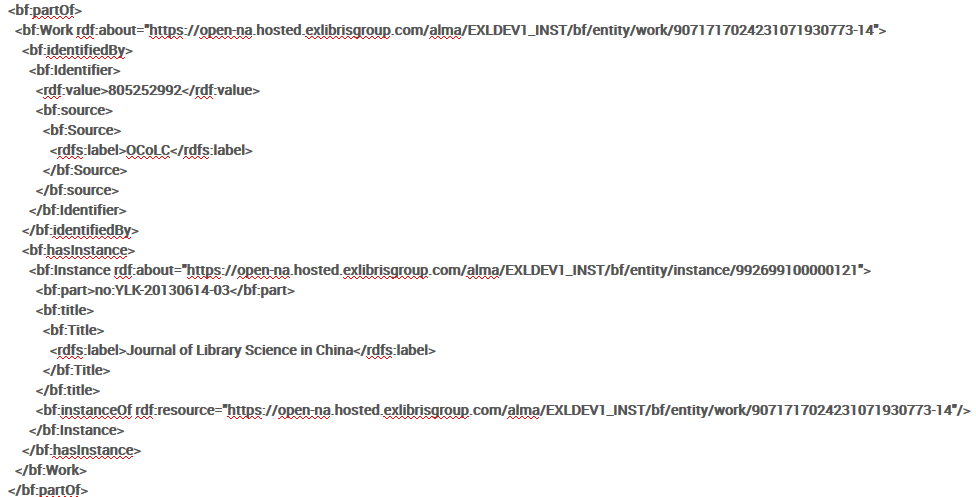 <bf:partOf>
<bf:Work rdf:about="https://open-na.hosted.exlibrisgroup.com/alma/EXLDEV1_INST/bf/entity/work/9071717024231071930773-14">
<bf:identifiedBy>
<bf:Identifier>
<rdf:value>805252992</rdf:value>
<bf:source>
<bf:Source>
<rdfs:label>OCoLC</rdfs:label>
</bf:Source>
</bf:source>
</bf:Identifier>
</bf:identifiedBy>
<bf:hasInstance>
<bf:Instance rdf:about="https://open-na.hosted.exlibrisgroup.com/alma/EXLDEV1_INST/bf/entity/instance/992699100000121">
<bf:part>no:YLK-20130614-03</bf:part>
<bf:title>
<bf:Title>
<rdfs:label>Journal of Library Science in China</rdfs:label>
</bf:Title>
</bf:title>
<bf:instanceOf rdf:resource="https://open-na.hosted.exlibrisgroup.com/alma/EXLDEV1_INST/bf/entity/work/9071717024231071930773-14"/>
</bf:Instance>
</bf:hasInstance>
</bf:Work>
</bf:partOf>